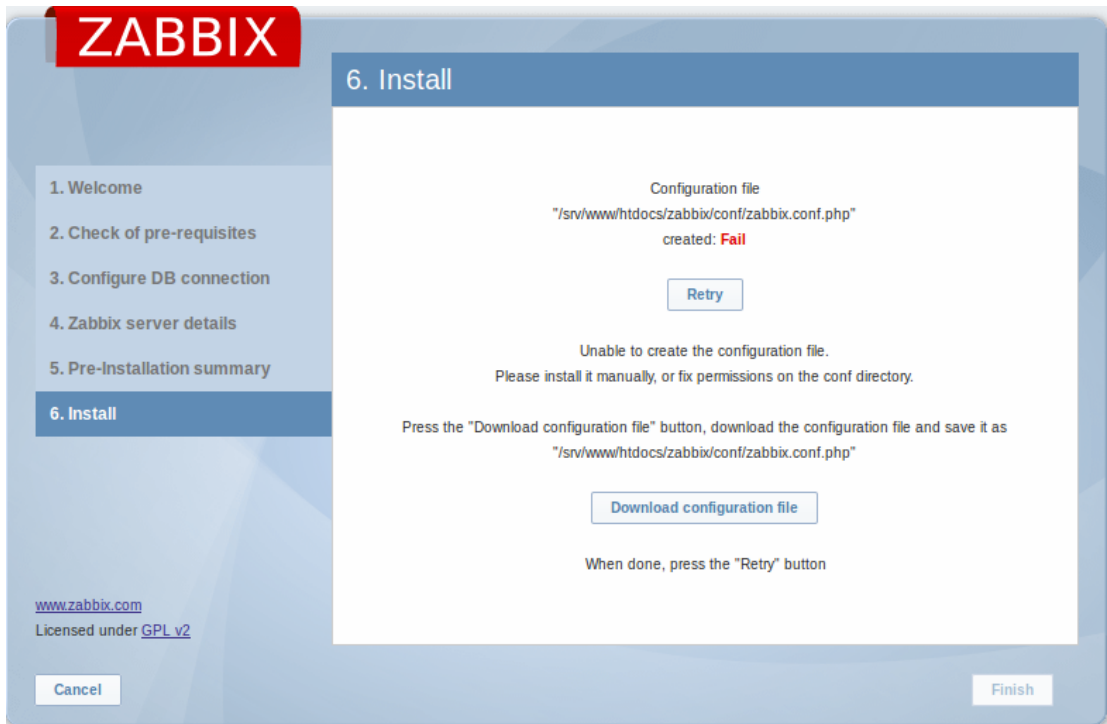 ZABBIX
6. Install
1. Welcome
2. Check of pre-requisites
3. Configure DB connection
4. Zabbix server details
5. Pre-Installation summary
6. Install
Configuration file
"/srv/www/htdocs/zabbix/conf/zabbix.conf.php"
created: Fail
Retry
Unable to create the configuration file.
Please install it manually, or fix permissions on the conf directory.
Press the "Download configuration file" button, download the configuration file and save it as
"/srv/www/htdocs/zabbix/conf/zabbix.conf.php"
Download configuration file
When done, press the "Retry" button
www.zabbix.com
Licensed under GPL v2
Cancel
Finish